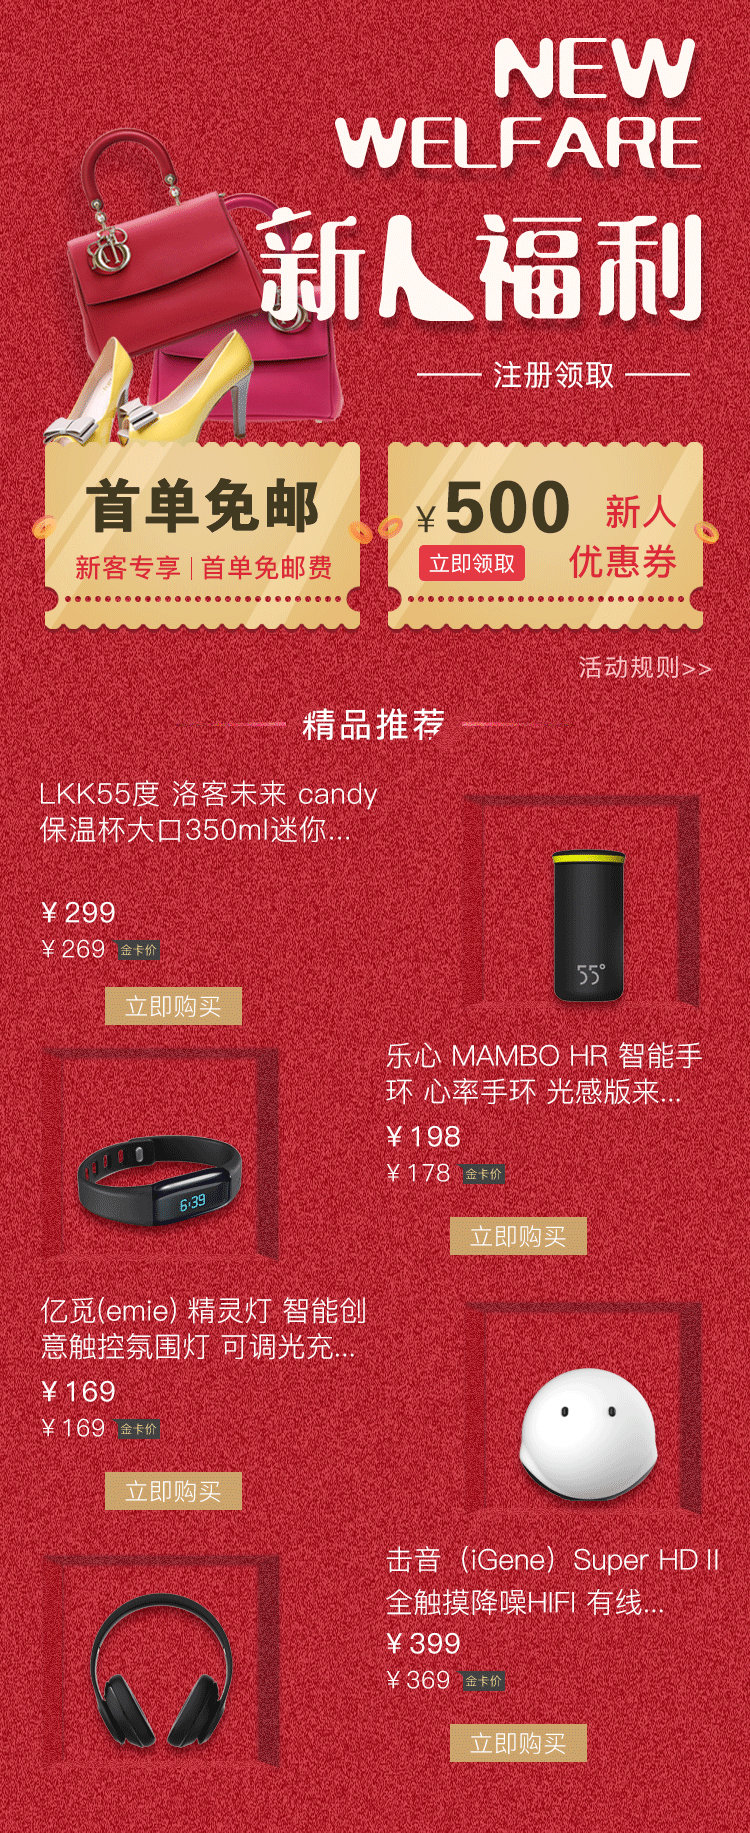 NEW
WELFARE
新人福利
注册领取
首单免邮
新客专享|首单免邮费
¥500 新人
立即领取 优惠券
活动规则>>
精品推荐
LKK55度 洛客未来 candy
保温杯大口350ml迷你...
¥299
¥269 金卡价
立即购买
55°
乐心 MAMBO HR 智能手
环 心率手环 光感版来...
¥198
¥178 金卡价
立即购买
6:39
亿觅(emie) 精灵灯 智能创
意触控氛围灯 可调光充...
¥169
¥169 金卡价
立即购买
击音（iGene）Super HD II
全触摸降噪HIFI 有线...
¥399
¥369 金卡价
立即购买